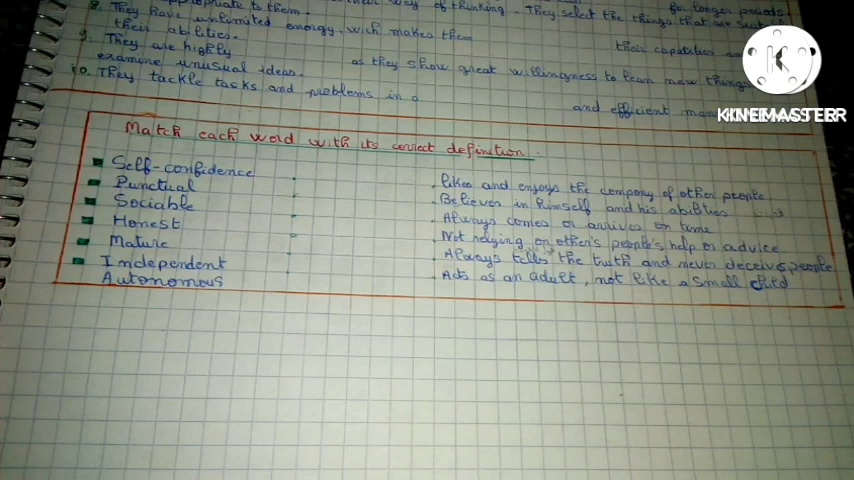 appropriate to them. their way of thinking. They select the things that are for longer periods.
8. They have unlimited energy, wich makes them
their abilities. their capabilities
9. They are highly as they show great willingness to learn new things
examine unusual ideas.
10. They tackle tasks and problems in a and efficient
KINEMASTER
Match each word with its correct definition.
Self-confidence
Punctual
Sociable
Honest
Mature
Independent
Autonomous
. likes and enjoys the company of other people
. Believes in himself and his abilities
. Always comes or arrives on time
. Not relying on other's people's help or advice
. Always tells the truth and never deceives people
. Acts as an adult, not like a small child